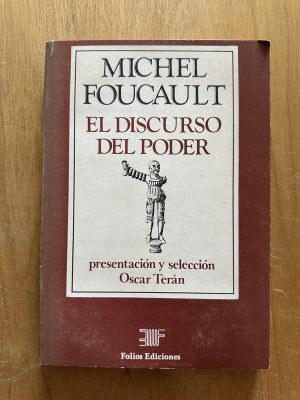 MICHEL
FOUCAULT
EL DISCURSO
DEL PODER
presentación y selección
Oscar Terán
Folios Ediciones